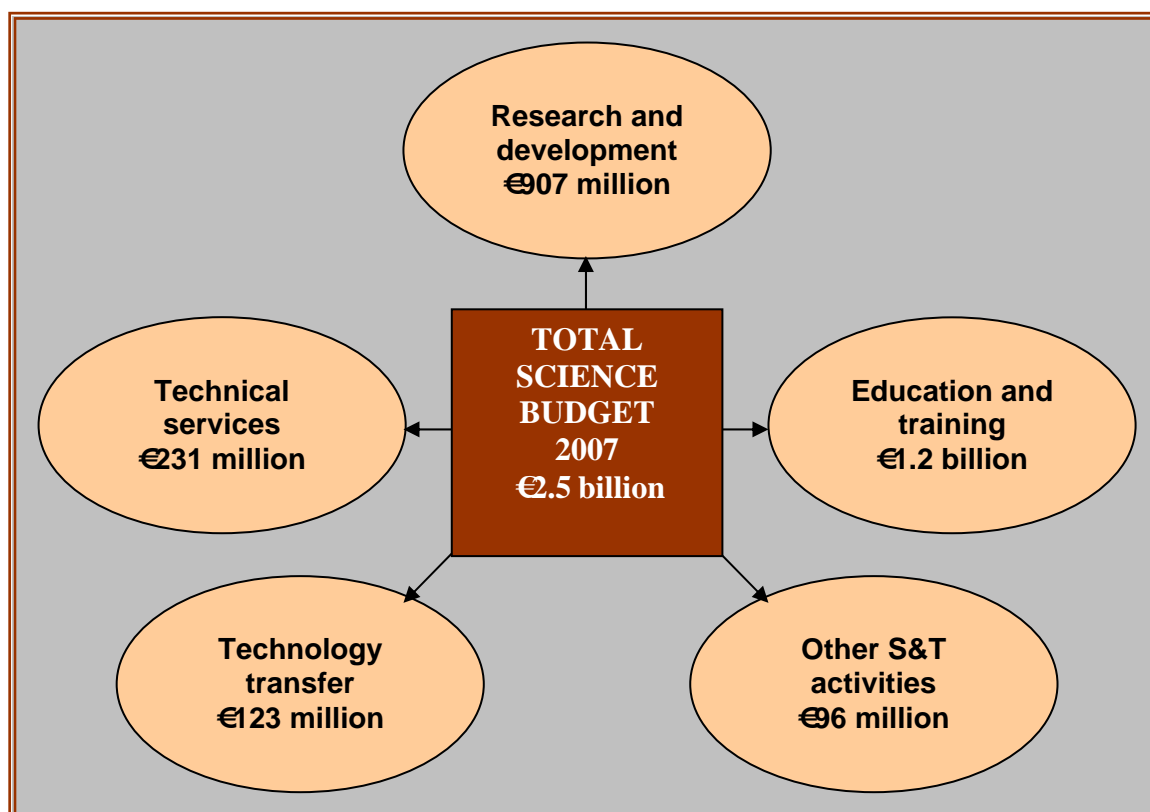 Research and
development
€907 million
TOTAL
SCIENCE
BUDGET
2007
€2.5 billion
Technical
services
€231 million
Education and
training
€1.2 billion
Technology
transfer
€123 million
Other S&T
activities
€96 million